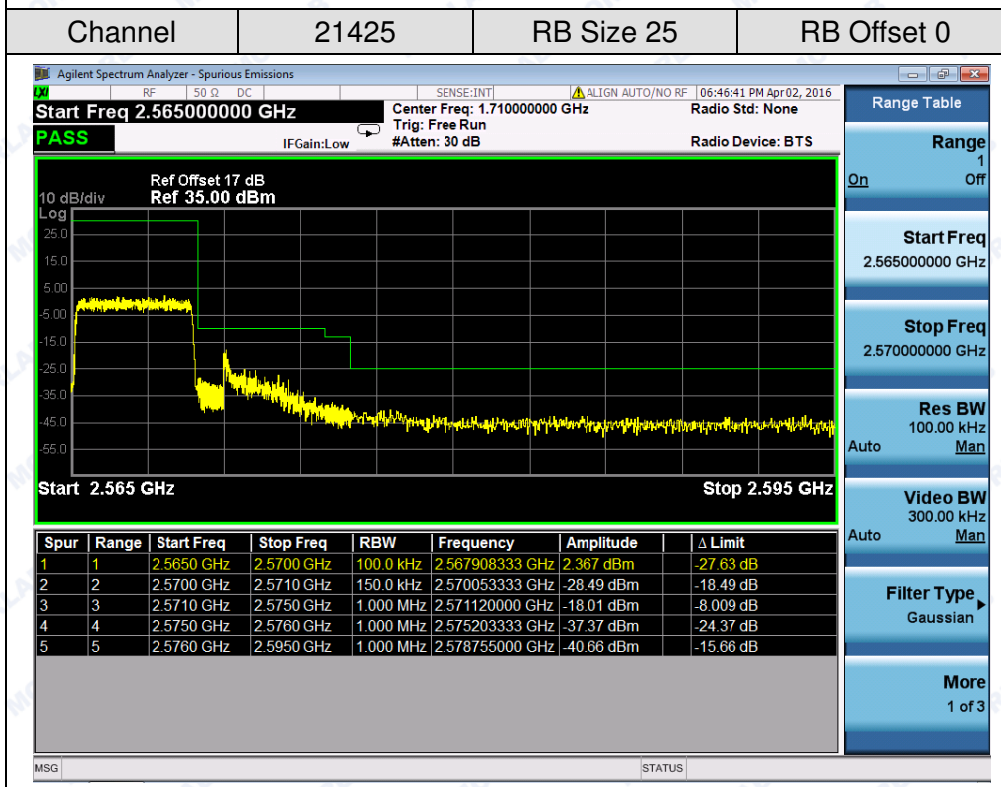 Channel 21425 RB Size 25 RB Offset 0
Agilent Spectrum Analyzer - Spurious Emissions
LXI RF 50 Ω DC SENSE:INT ALIGN AUTO/NO RF 06:46:41 PM Apr 02, 2016
Start Freq 2.565000000 GHz Center Freq: 1.710000000 GHz Radio Std: None Range Table
Trig: Free Run
PASS IFGain:Low #Atten: 30 dB Radio Device: BTS
Range
1
On Off
Ref Offset 17 dB
10 dB/div Ref 35.00 dBm
Log
25.0
15.0
5.00
-5.00
-15.0
-25.0
-35.0
-45.0
-55.0
Start 2.565 GHz Stop 2.595 GHz
Start Freq
2.565000000 GHz
Stop Freq
2.570000000 GHz
Res BW
100.00 kHz
Auto Man
Video BW
300.00 kHz
Auto Man
Filter Type
Gaussian
More
1 of 3
Spur Range Start Freq Stop Freq RBW Frequency Amplitude Δ Limit
1 1 2.5650 GHz 2.5700 GHz 100.0 kHz 2.567908333 GHz 2.367 dBm -27.63 dB
2 2 2.5700 GHz 2.5710 GHz 150.0 kHz 2.570053333 GHz -28.49 dBm -18.49 dB
3 3 2.5710 GHz 2.5750 GHz 1.000 MHz 2.571120000 GHz -18.01 dBm -8.009 dB
4 4 2.5750 GHz 2.5760 GHz 1.000 MHz 2.575203333 GHz -37.37 dBm -24.37 dB
5 5 2.5760 GHz 2.5950 GHz 1.000 MHz 2.578755000 GHz -40.66 dBm -15.66 dB
MSG STATUS